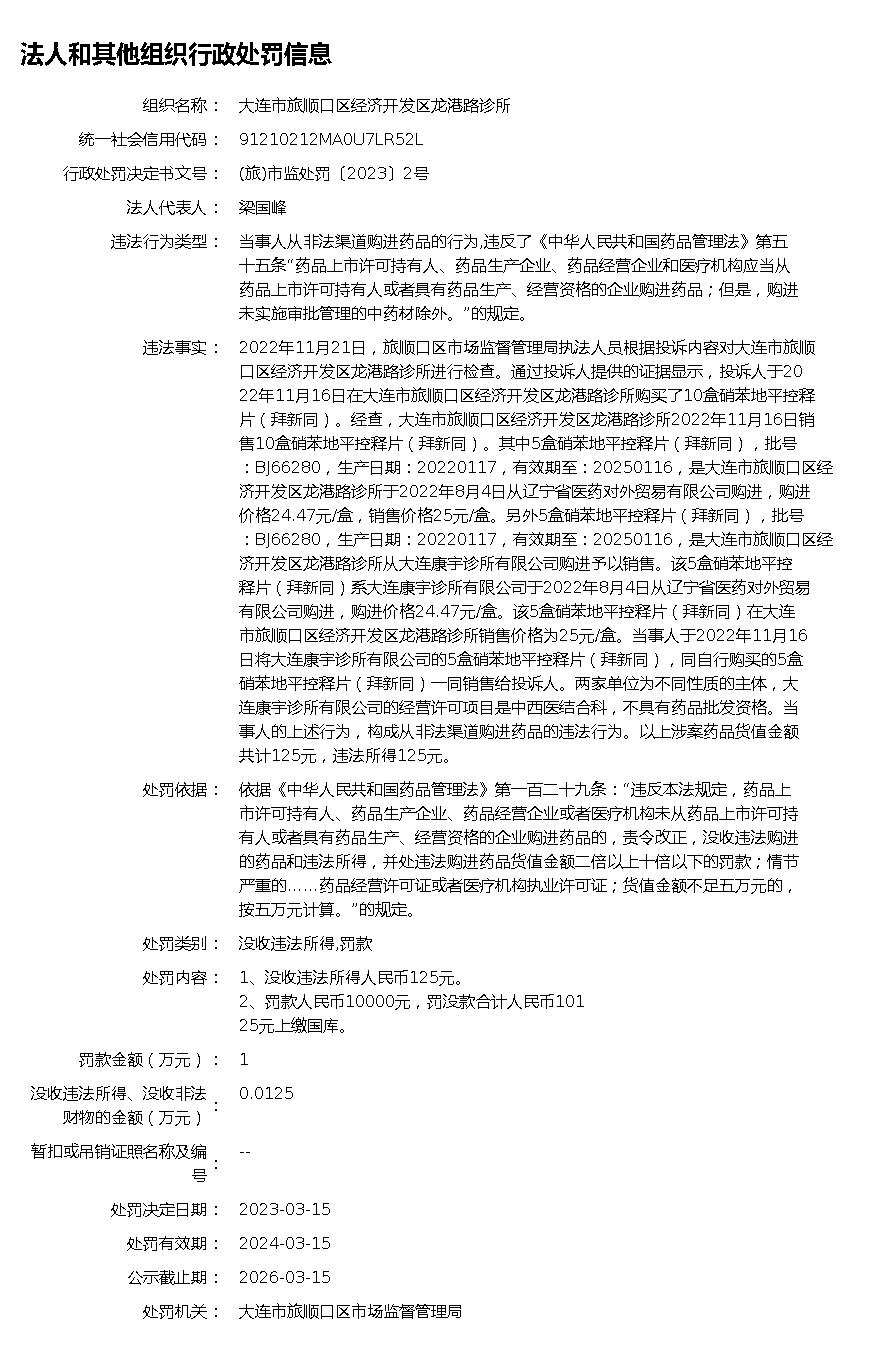 法人和其他组织行政处罚信息
组织名称： 大连市旅顺口区经济开发区龙港路诊所
统一社会信用代码： 91210212MA0U7LR52L
行政处罚决定书文号： (旅)市监处罚〔2023〕2号
法人代表人： 梁国峰
违法行为类型： 当事人从非法渠道购进药品的行为,违反了《中华人民共和国药品管理法》第五
十五条“药品上市许可持有人、药品生产企业、药品经营企业和医疗机构应当从
药品上市许可持有人或者具有药品生产、经营资格的企业购进药品；但是，购进
未实施审批管理的中药材除外。”的规定。
违法事实： 2022年11月21日，旅顺口区市场监督管理局执法人员根据投诉内容对大连市旅顺
口区经济开发区龙港路诊所进行检查。通过投诉人提供的证据显示，投诉人于20
22年11月16日在大连市旅顺口区经济开发区龙港路诊所购买了10盒硝苯地平控释
片（拜新同）。经查，大连市旅顺口区经济开发区龙港路诊所2022年11月16日销
售10盒硝苯地平控释片（拜新同）。其中5盒硝苯地平控释片（拜新同），批号
：BJ66280，生产日期：20220117，有效期至：20250116，是大连市旅顺口区经
济开发区龙港路诊所于2022年8月4日从辽宁省医药对外贸易有限公司购进，购进
价格24.47元/盒，销售价格25元/盒。另外5盒硝苯地平控释片（拜新同），批号
：BJ66280，生产日期：20220117，有效期至：20250116，是大连市旅顺口区经
济开发区龙港路诊所从大连康宇诊所有限公司购进予以销售。该5盒硝苯地平控
释片（拜新同）系大连康宇诊所有限公司于2022年8月4日从辽宁省医药对外贸易
有限公司购进，购进价格24.47元/盒。该5盒硝苯地平控释片（拜新同）在大连
市旅顺口区经济开发区龙港路诊所销售价格为25元/盒。当事人于2022年11月16
日将大连康宇诊所有限公司的5盒硝苯地平控释片（拜新同），同自行购买的5盒
硝苯地平控释片（拜新同）一同销售给投诉人。两家单位为不同性质的主体，大
连康宇诊所有限公司的经营许可项目是中西医结合科，不具有药品批发资格。当
事人的上述行为，构成从非法渠道购进药品的违法行为。以上涉案药品货值金额
共计125元，违法所得125元。
处罚依据： 依据《中华人民共和国药品管理法》第一百二十九条：“违反本法规定，药品上
市许可持有人、药品生产企业、药品经营企业或者医疗机构未从药品上市许可持
有人或者具有药品生产、经营资格的企业购进药品的，责令改正，没收违法购进
的药品和违法所得，并处违法购进药品货值金额二倍以上十倍以下的罚款；情节
严重的……药品经营许可证或者医疗机构执业许可证；货值金额不足五万元的，
按五万元计算。”的规定。
处罚类别： 没收违法所得,罚款
处罚内容： 1、没收违法所得人民币125元。
2、罚款人民币10000元，罚没款合计人民币101
25元上缴国库。
罚款金额（万元）： 1
没收违法所得、没收非法
财物的金额（万元）： 0.0125
暂扣或吊销证照名称及编
号： --
处罚决定日期： 2023-03-15
处罚有效期： 2024-03-15
公示截止期： 2026-03-15
处罚机关： 大连市旅顺口区市场监督管理局